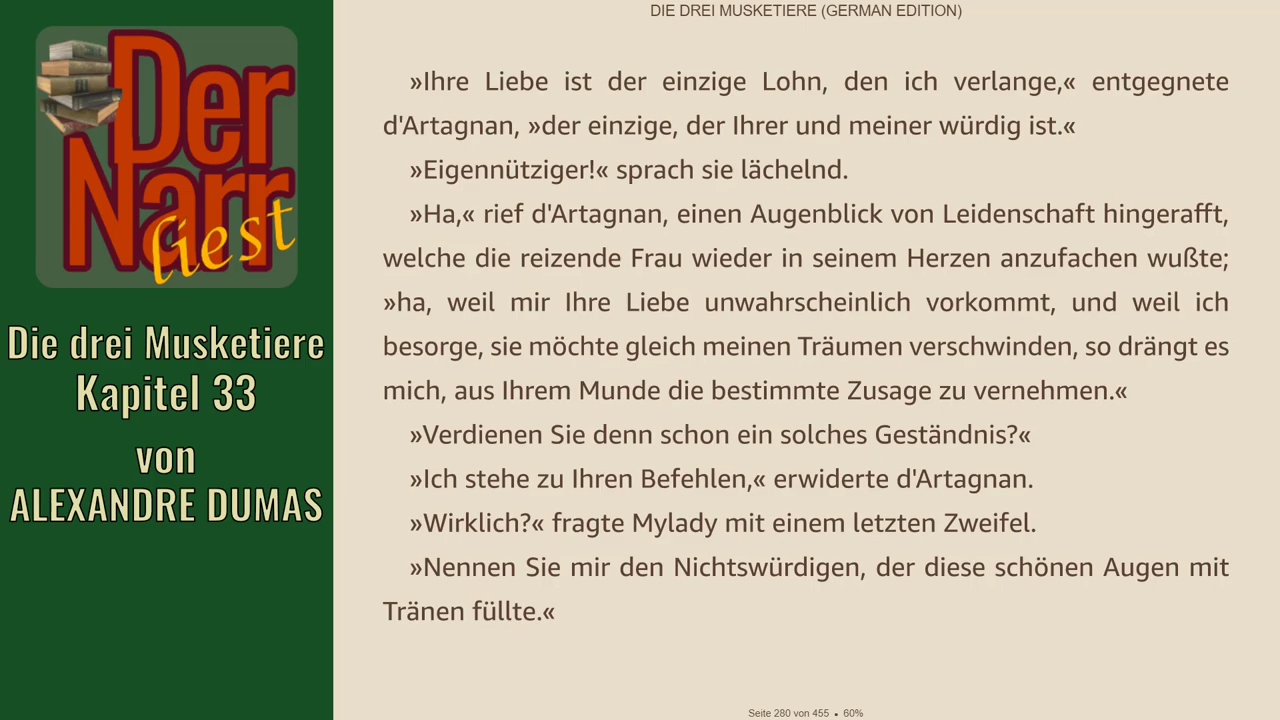 Der
Narr
liest
Die drei Musketiere
Kapitel 33
von
ALEXANDRE DUMAS
DIE DREI MUSKETIERE (GERMAN EDITION)
»Ihre Liebe ist der einzige Lohn, den ich verlange,« entgegnete
d'Artagnan, »der einzige, der Ihrer und meiner würdig ist.«
»Eigennütziger!« sprach sie lächelnd.
»Ha,« rief d'Artagnan, einen Augenblick von Leidenschaft hingerafft,
welche die reizende Frau wieder in seinem Herzen anzufachen wußte;
»ha, weil mir Ihre Liebe unwahrscheinlich vorkommt, und weil ich
besorge, sie möchte gleich meinen Träumen verschwinden, so drängt es
mich, aus Ihrem Munde die bestimmte Zusage zu vernehmen.«
»Verdienen Sie denn schon ein solches Geständnis?«
»Ich stehe zu Ihren Befehlen,« erwiderte d'Artagnan.
»Wirklich?« fragte Mylady mit einem letzten Zweifel.
»Nennen Sie mir den Nichtswürdigen, der diese schönen Augen mit
Tränen füllte.«
Seite 280 von 455 • 60%